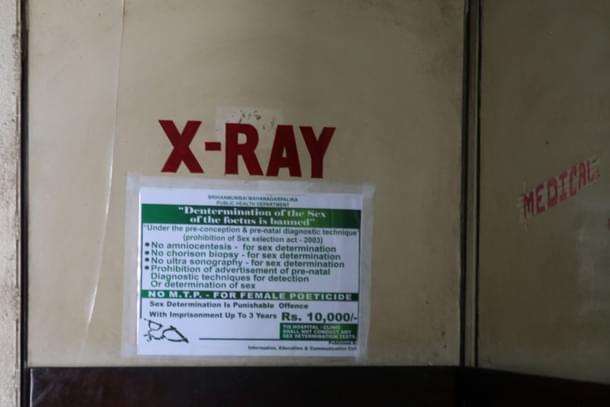 X-RAY
MEDICAL
BRIHANMUMBAI MAHANAGARPALIKA
PUBLIC HEALTH DEPARTMENT
"Dentermination of the Sex
of the foctus is banned"
"Under the pre-conception & pre-natal diagnostic technique"
(prohibition of Sex selection act - 2003)
• No amniocentesis - for sex determination
• No chorison biopsy - for sex determination
• No ultra sonography - for sex determination
• Prohibition of advertisement of pre-natal
Diagnostic techniques for detection
Or determination of sex
NO M.T.P. - FOR FEMALE POETICIDE
Sex Determination Is Punishable Offence
With Imprisonment Up To 3 Years Rs. 10,000/-
TIS HOSPITAL - CLINIC
SHALL NOT CONDUCT ANY
SEX DETERMINATION TESTS
Information, Education & Communication Cell